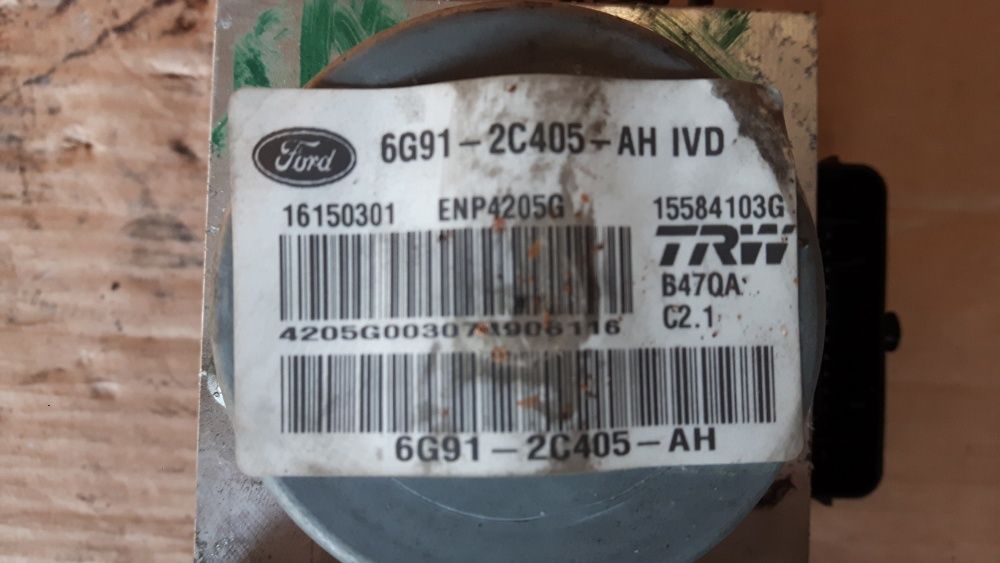 Ford 6G91-2C405-AH IVD
16150301 ENP4205G 15584103G
TRW
B47QA
C2.1
6G91-2C405-AH